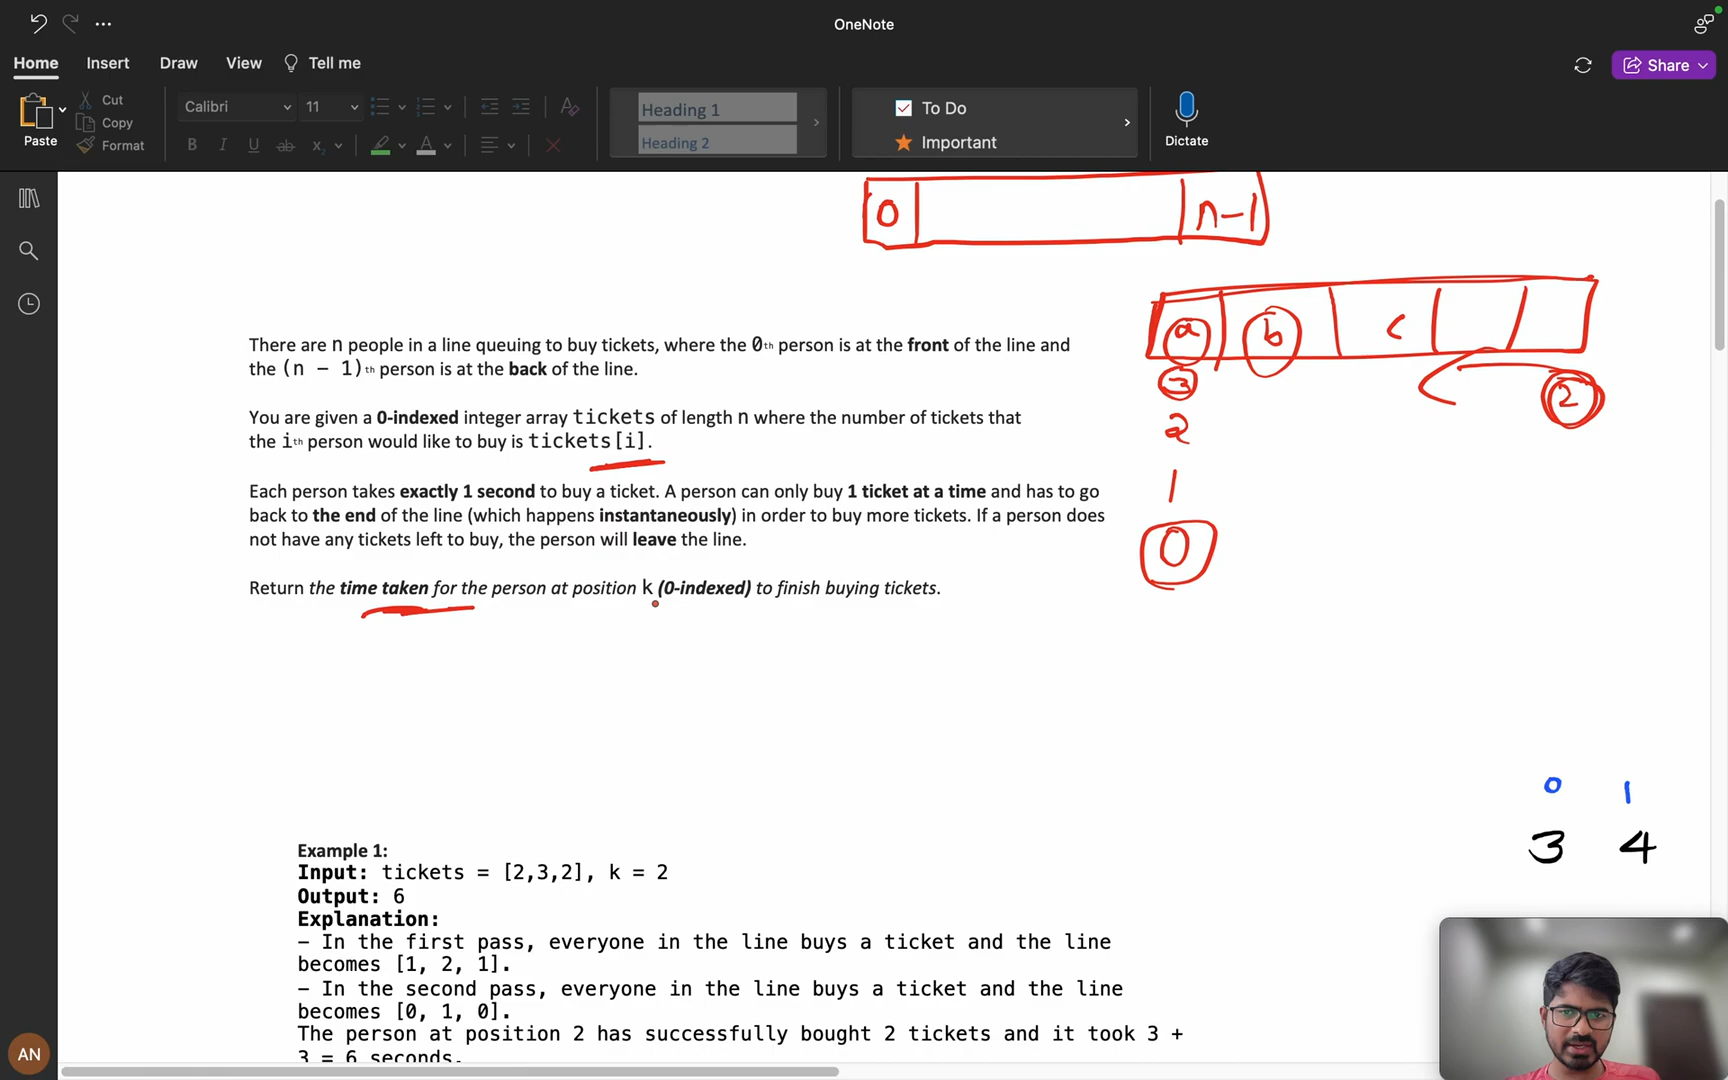 OneNote
Home Insert Draw View Tell me
Share
Paste
Cut
Copy
Format
Calibri 11
B I U ab x₂ A A
Heading 1
Heading 2
To Do
Important
Dictate
0 n-1
a b c
3 2
2
1
0
There are n people in a line queuing to buy tickets, where the 0th person is at the front of the line and
the (n - 1)th person is at the back of the line.
You are given a 0-indexed integer array tickets of length n where the number of tickets that
the ith person would like to buy is tickets[i].
Each person takes exactly 1 second to buy a ticket. A person can only buy 1 ticket at a time and has to go
back to the end of the line (which happens instantaneously) in order to buy more tickets. If a person does
not have any tickets left to buy, the person will leave the line.
Return the time taken for the person at position k (0-indexed) to finish buying tickets.
0 1
3 4
Example 1:
Input: tickets = [2,3,2], k = 2
Output: 6
Explanation:
- In the first pass, everyone in the line buys a ticket and the line
becomes [1, 2, 1].
- In the second pass, everyone in the line buys a ticket and the line
becomes [0, 1, 0].
The person at position 2 has successfully bought 2 tickets and it took 3 +
3 = 6 seconds.
AN